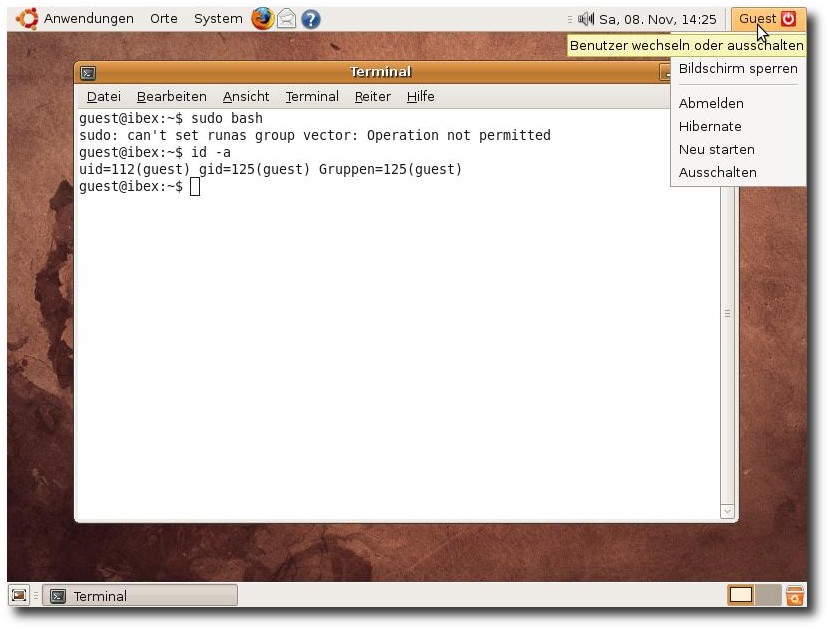 Anwendungen Orte System Sa, 08. Nov, 14:25 Guest
Benutzer wechseln oder ausschalten
Terminal
Bildschirm sperren
Abmelden
Hibernate
Neu starten
Ausschalten
Datei Bearbeiten Ansicht Terminal Reiter Hilfe
guest@ibex:~$ sudo bash
sudo: can't set runas group vector: Operation not permitted
guest@ibex:~$ id -a
uid=112(guest) gid=125(guest) Gruppen=125(guest)
guest@ibex:~$
Terminal